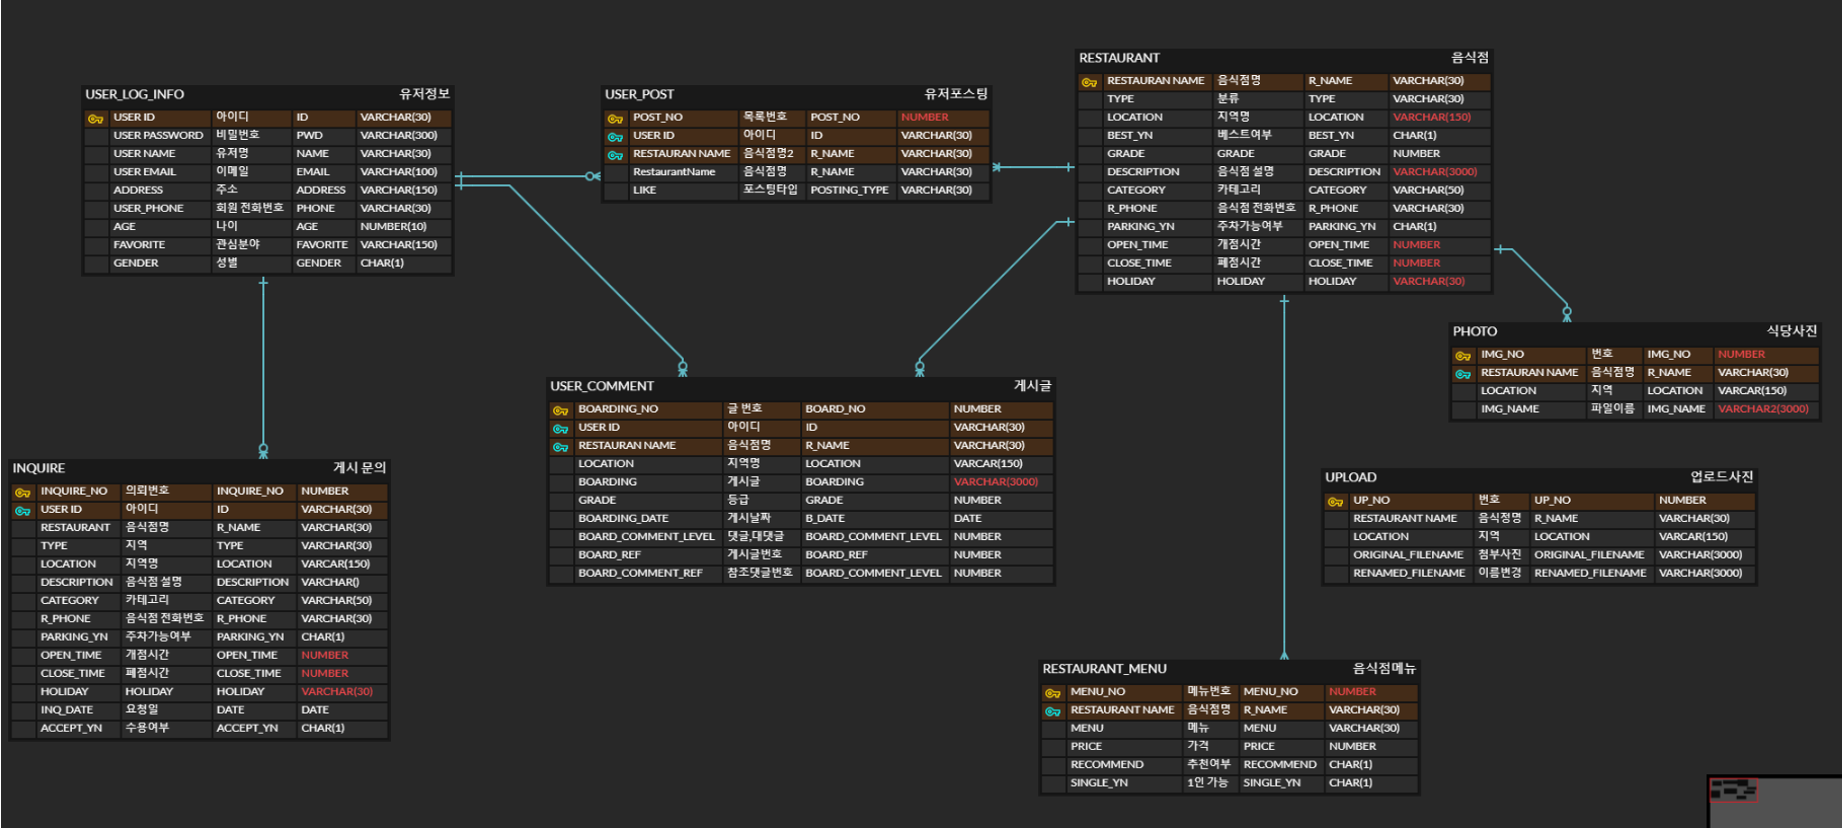 USER_LOG_INFO 유저정보
USER ID 아이디 ID VARCHAR(30)
USER PASSWORD 비밀번호 PWD VARCHAR(300)
USER NAME 유저명 NAME VARCHAR(30)
USER EMAIL 이메일 EMAIL VARCHAR(100)
ADDRESS 주소 ADDRESS VARCHAR(150)
USER_PHONE 회원 전화번호 PHONE VARCHAR(30)
AGE 나이 AGE NUMBER(10)
FAVORITE 관심분야 FAVORITE VARCHAR(150)
GENDER 성별 GENDER CHAR(1)
USER_POST 유저포스팅
POST_NO 목록번호 POST_NO NUMBER
USER ID 아이디 ID VARCHAR(30)
RESTAURAN NAME 음식점명2 R_NAME VARCHAR(30)
RestaurantName 음식점명 R_NAME VARCHAR(30)
LIKE 포스팅타입 POSTING_TYPE VARCHAR(30)
RESTAURANT 음식점
RESTAURAN NAME 음식점명 R_NAME VARCHAR(30)
TYPE 분류 TYPE VARCHAR(30)
LOCATION 지역명 LOCATION VARCHAR(150)
BEST_YN 베스트여부 BEST_YN CHAR(1)
GRADE GRADE GRADE NUMBER
DESCRIPTION 음식점 설명 DESCRIPTION VARCHAR(3000)
CATEGORY 카테고리 CATEGORY VARCHAR(50)
R_PHONE 음식점 전화번호 R_PHONE VARCHAR(30)
PARKING_YN 주차가능여부 PARKING_YN CHAR(1)
OPEN_TIME 개점시간 OPEN_TIME NUMBER
CLOSE_TIME 폐점시간 CLOSE_TIME NUMBER
HOLIDAY HOLIDAY HOLIDAY VARCHAR(30)
PHOTO 식당사진
IMG_NO 번호 IMG_NO NUMBER
RESTAURAN NAME 음식점명 R_NAME VARCHAR(30)
LOCATION 지역 LOCATION VARCAR(150)
IMG_NAME 파일이름 IMG_NAME VARCHAR2(3000)
USER_COMMENT 게시글
BOARDING_NO 글 번호 BOARD_NO NUMBER
USER ID 아이디 ID VARCHAR(30)
RESTAURAN NAME 음식점명 R_NAME VARCHAR(30)
LOCATION 지역명 LOCATION VARCAR(150)
BOARDING 게시글 BOARDING VARCHAR(3000)
GRADE 등급 GRADE NUMBER
BOARDING_DATE 게시날짜 B_DATE DATE
BOARD_COMMENT_LEVEL 댓글,대댓글 BOARD_COMMENT_LEVEL NUMBER
BOARD_REF 게시글번호 BOARD_REF NUMBER
BOARD_COMMENT_REF 참조댓글번호 BOARD_COMMENT_LEVEL NUMBER
INQUIRE 게시 문의
INQUIRE_NO 의뢰번호 INQUIRE_NO NUMBER
USER ID 아이디 ID VARCHAR(30)
RESTAURANT 음식점명 R_NAME VARCHAR(30)
TYPE 지역 TYPE VARCHAR(30)
LOCATION 지역명 LOCATION VARCAR(150)
DESCRIPTION 음식점 설명 DESCRIPTION VARCHAR()
CATEGORY 카테고리 CATEGORY VARCHAR(50)
R_PHONE 음식점 전화번호 R_PHONE VARCHAR(30)
PARKING_YN 주차가능여부 PARKING_YN CHAR(1)
OPEN_TIME 개점시간 OPEN_TIME NUMBER
CLOSE_TIME 폐점시간 CLOSE_TIME NUMBER
HOLIDAY HOLIDAY HOLIDAY VARCHAR(30)
INQ_DATE 요청일 DATE DATE
ACCEPT_YN 수용여부 ACCEPT_YN CHAR(1)
UPLOAD 업로드사진
UP_NO 번호 UP_NO NUMBER
RESTAURANT NAME 음식정명 R_NAME VARCHAR(30)
LOCATION 지역 LOCATION VARCAR(150)
ORIGINAL_FILENAME 첨부사진 ORIGINAL_FILENAME VARCHAR(3000)
RENAMED_FILENAME 이름변경 RENAMED_FILENAME VARCHAR(3000)
RESTAURANT_MENU 음식점메뉴
MENU_NO 메뉴번호 MENU_NO NUMBER
RESTAURANT NAME 음식점명 R_NAME VARCHAR(30)
MENU 메뉴 MENU VARCHAR(30)
PRICE 가격 PRICE NUMBER
RECOMMEND 추천여부 RECOMMEND CHAR(1)
SINGLE_YN 1인 가능 SINGLE_YN CHAR(1)